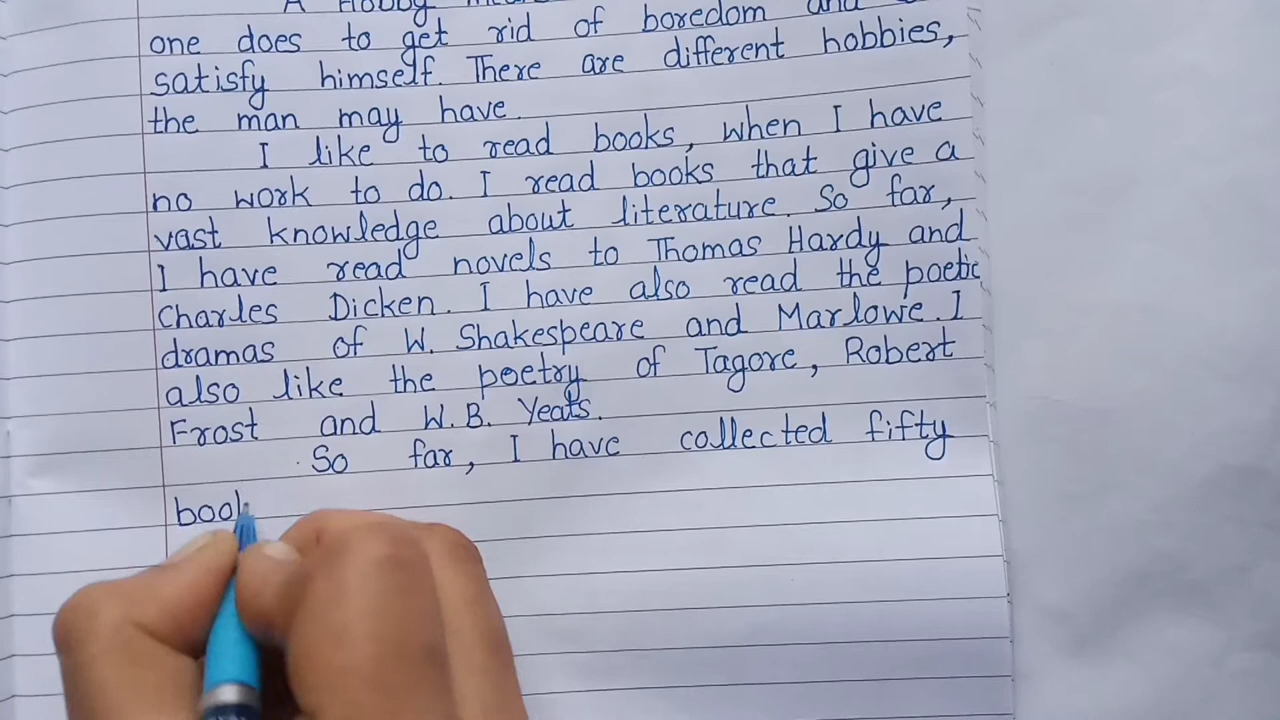 A Hobby
one does to get rid of boredom and
satisfy himself. There are different hobbies,
the man may have.
I like to read books, when I have
no work to do. I read books that give a
vast knowledge about literature. So far,
I have read novels to Thomas Hardy and
Charles Dicken. I have also read the poetic
dramas of W. Shakespeare and Marlowe. I
also like the poetry of Tagore, Robert
Frost and W.B. Yeats.
So far, I have collected fifty
book